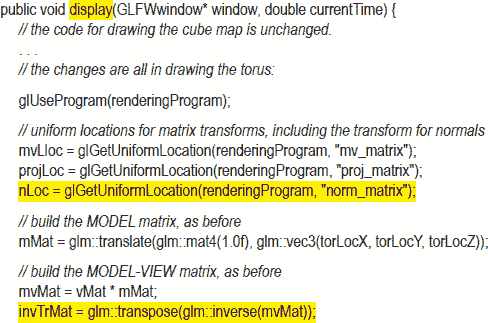 public void display(GLFWwindow* window, double currentTime) {
// the code for drawing the cube map is unchanged.
. . .
// the changes are all in drawing the torus:
glUseProgram(renderingProgram);
// uniform locations for matrix transforms, including the transform for normals
mvLloc = glGetUniformLocation(renderingProgram, "mv_matrix");
projLoc = glGetUniformLocation(renderingProgram, "proj_matrix");
nLoc = glGetUniformLocation(renderingProgram, "norm_matrix");
// build the MODEL matrix, as before
mMat = glm::translate(glm::mat4(1.0f), glm::vec3(torLocX, torLocY, torLocZ));
// build the MODEL-VIEW matrix, as before
mvMat = vMat * mMat;
invTrMat = glm::transpose(glm::inverse(mvMat));